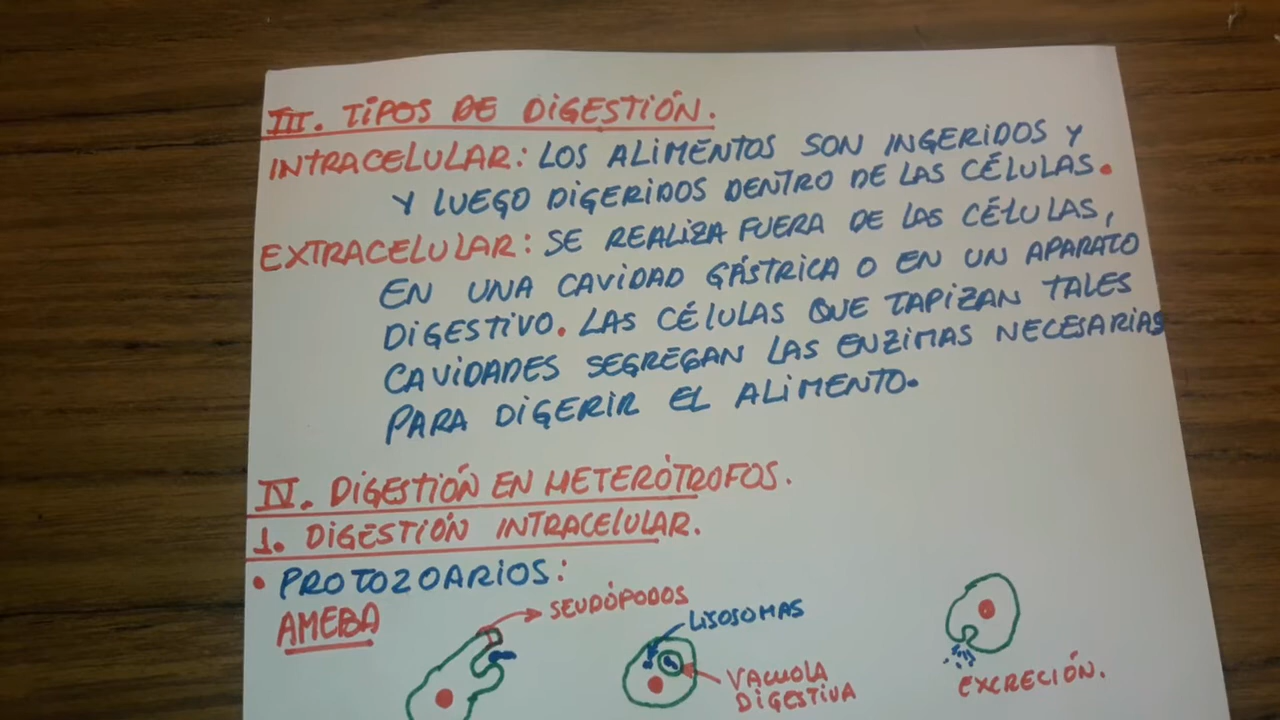 III. TIPOS DE DIGESTIÓN.
INTRACELULAR: LOS ALIMENTOS SON INGERIDOS Y
Y LUEGO DIGERIDOS DENTRO DE LAS CÉLULAS.
EXTRACELULAR: SE REALIZA FUERA DE LAS CÉLULAS,
EN UNA CAVIDAD GÁSTRICA O EN UN APARATO
DIGESTIVO. LAS CÉLULAS QUE TAPIZAN TALES
CAVIDADES SEGREGAN LAS ENZIMAS NECESARIAS
PARA DIGERIR EL ALIMENTO.
IV. DIGESTIÓN EN HETERÓTROFOS.
1. DIGESTIÓN INTRACELULAR.
• PROTOZOARIOS:
AMEBA
SEUDÓPODOS
LISOSOMAS
VACUOLA
DIGESTIVA
EXCRECIÓN.